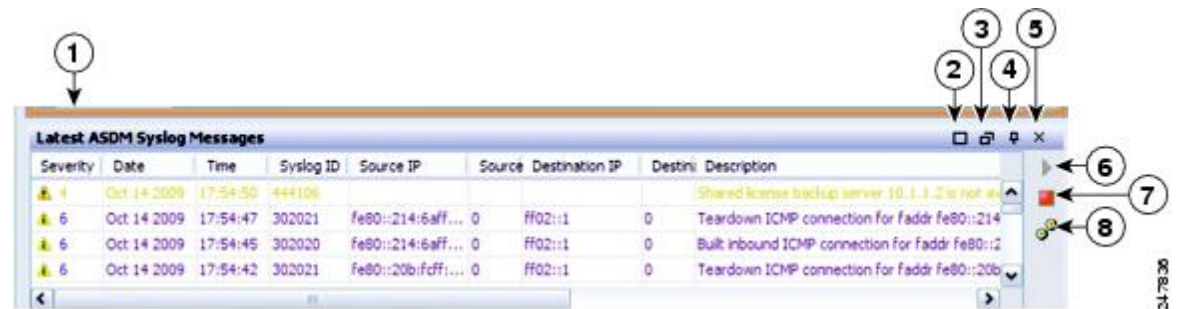 3 5
1 2 4
Latest ASDM Syslog Messages
Severity Date Time Syslog ID Source IP Source Destination IP Destini Description
4 Oct 14 2009 17:54:50 444106 Shared license backup server 10.1.1.2 is not
6 Oct 14 2009 17:54:47 302021 fe80::214:6aff... 0 ff02::1 0 Teardown ICMP connection for faddr fe80::214
6 Oct 14 2009 17:54:45 302020 fe80::214:6aff... 0 ff02::1 0 Built inbound ICMP connection for faddr fe80::2
6 Oct 14 2009 17:54:42 302021 fe80::20b:fcff:... 0 ff02::1 0 Teardown ICMP connection for faddr fe80::20b
6
7
8
247836